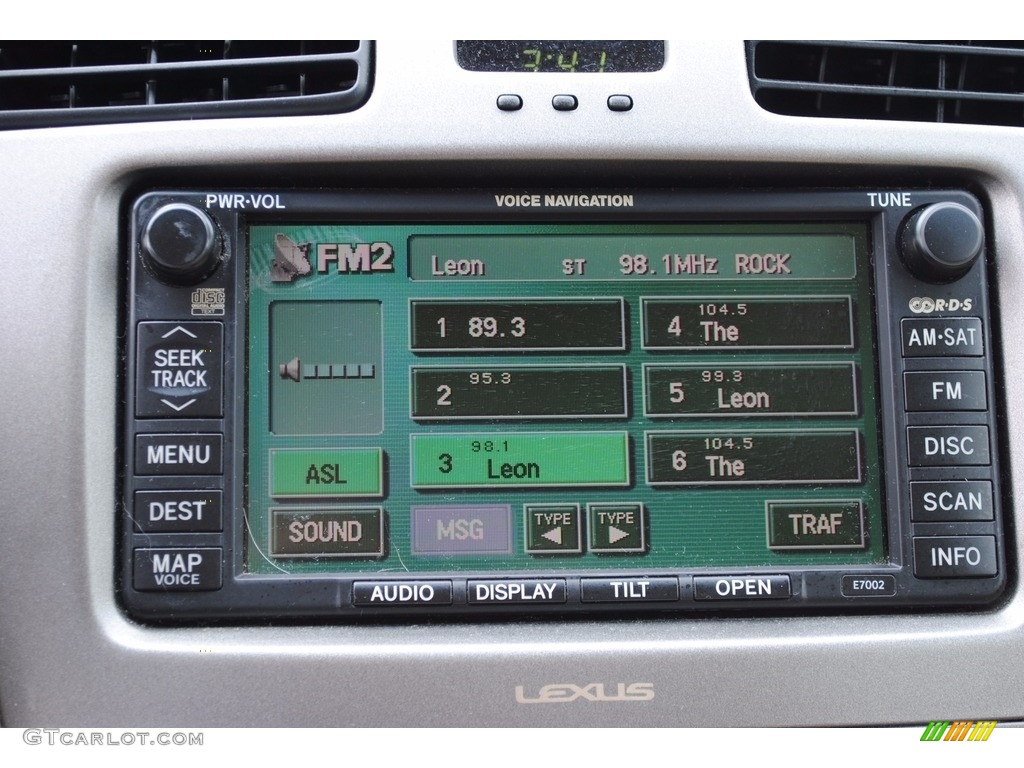 3:41
PWR·VOL
VOICE NAVIGATION
TUNE
FM2
Leon ST 98.1MHz ROCK
disc
DIGITAL AUDIO
TEXT
R·D·S
SEEK
TRACK
1 89.3
4 104.5 The
AM·SAT
2 95.3
5 99.3 Leon
FM
MENU
ASL
3 98.1 Leon
6 104.5 The
DISC
DEST
SOUND
MSG
TYPE
TYPE
TRAF
SCAN
MAP
VOICE
INFO
AUDIO
DISPLAY
TILT
OPEN
E7002
LEXUS
GTCARLOT.COM